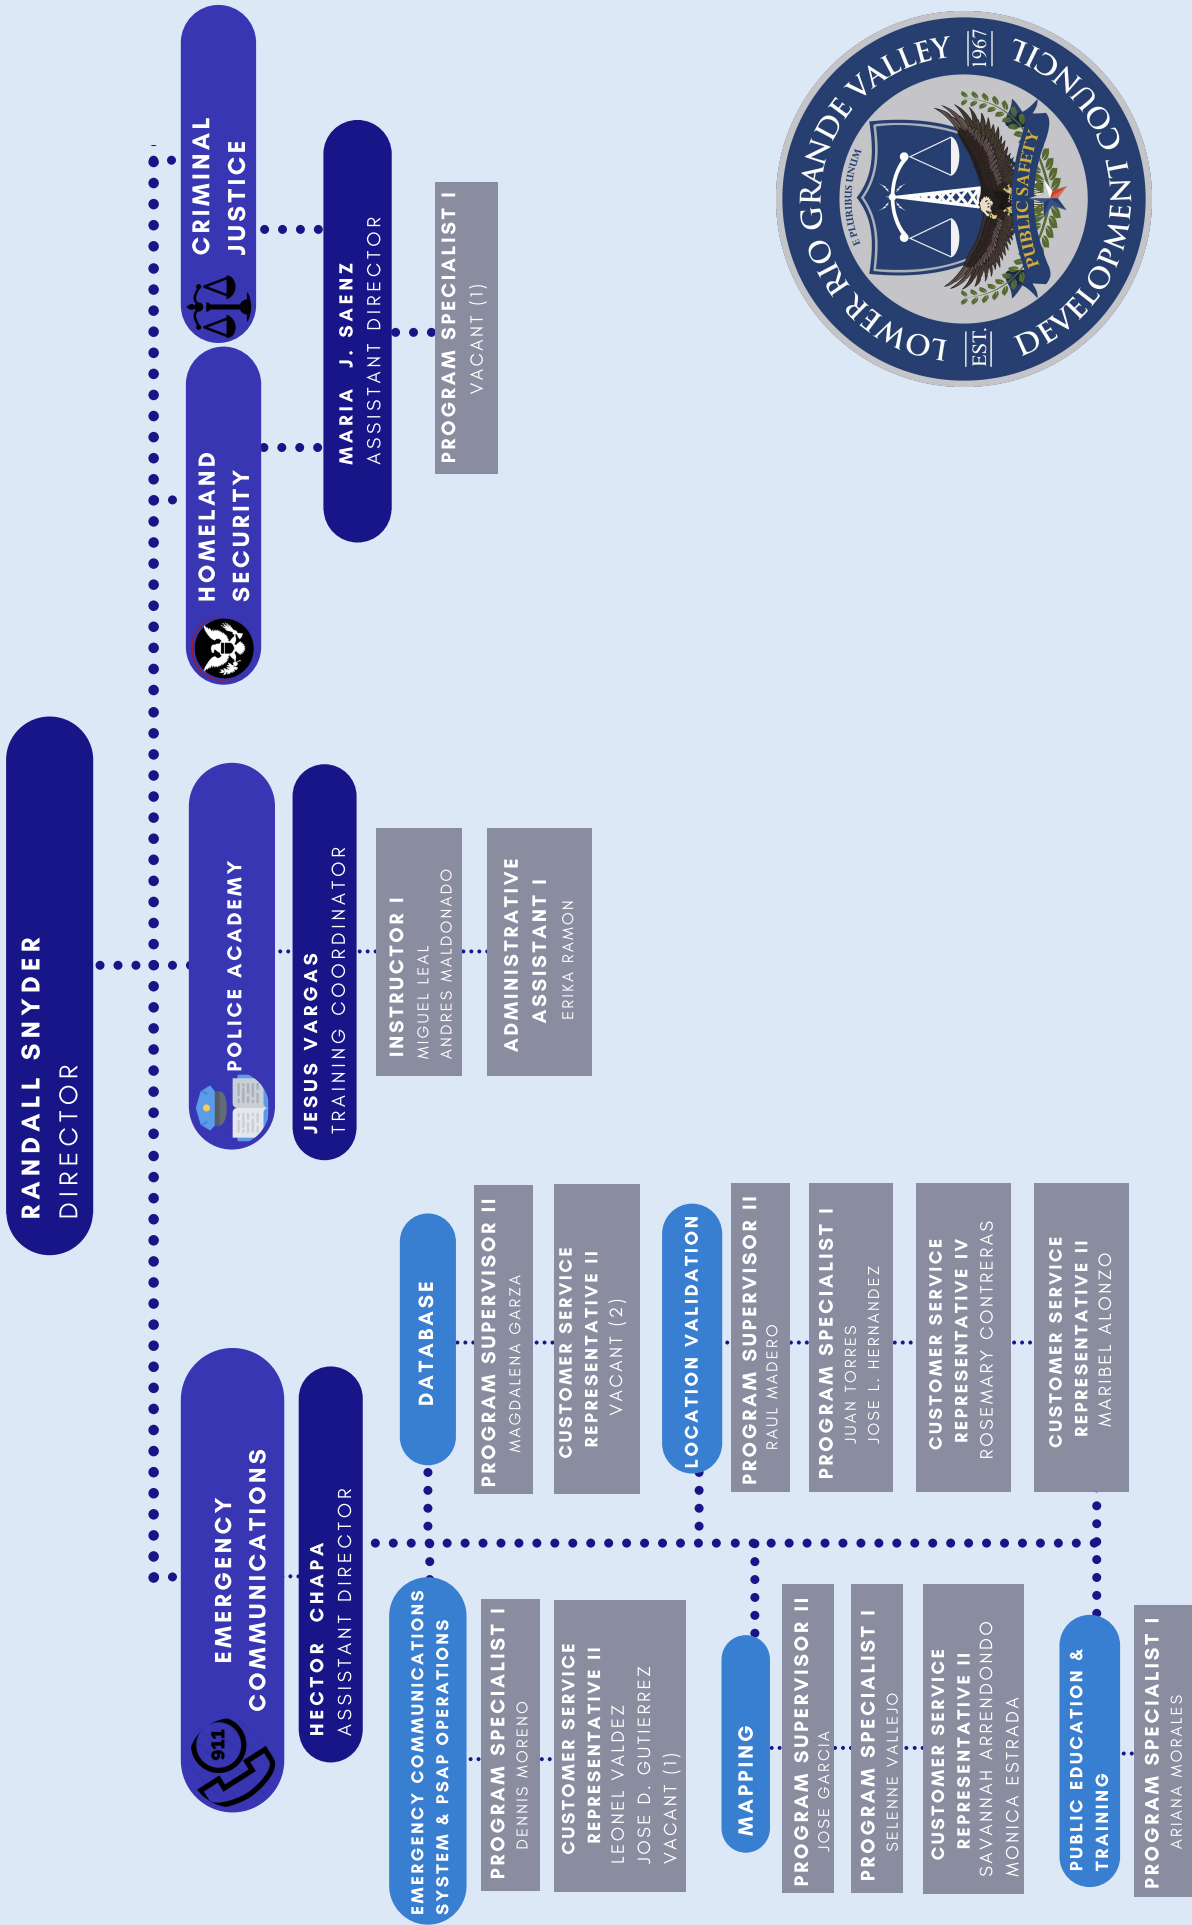 RANDALL SNYDER
DIRECTOR
EMERGENCY
COMMUNICATIONS
911
HECTOR CHAPA
ASSISTANT DIRECTOR
EMERGENCY COMMUNICATIONS
SYSTEM & PSAP OPERATIONS
PROGRAM SPECIALIST I
DENNIS MORENO
CUSTOMER SERVICE
REPRESENTATIVE II
LEONEL VALDEZ
JOSE D. GUTIERREZ
VACANT (1)
DATABASE
PROGRAM SUPERVISOR II
MAGDALENA GARZA
CUSTOMER SERVICE
REPRESENTATIVE II
VACANT (2)
MAPPING
PROGRAM SUPERVISOR II
JOSE GARCIA
PROGRAM SPECIALIST I
SELENNE VALLEJO
CUSTOMER SERVICE
REPRESENTATIVE II
SAVANNAH ARRENDONDO
MONICA ESTRADA
LOCATION VALIDATION
PROGRAM SUPERVISOR II
RAUL MADERO
PROGRAM SPECIALIST I
JUAN TORRES
JOSE L. HERNANDEZ
CUSTOMER SERVICE
REPRESENTATIVE IV
ROSEMARY CONTRERAS
CUSTOMER SERVICE
REPRESENTATIVE II
MARIBEL ALONZO
PUBLIC EDUCATION &
TRAINING
PROGRAM SPECIALIST I
ARIANA MORALES
POLICE ACADEMY
JESUS VARGAS
TRAINING COORDINATOR
INSTRUCTOR I
MIGUEL LEAL
ANDRES MALDONADO
ADMINISTRATIVE
ASSISTANT I
ERIKA RAMON
HOMELAND
SECURITY
CRIMINAL
JUSTICE
MARIA J. SAENZ
ASSISTANT DIRECTOR
PROGRAM SPECIALIST I
VACANT (1)
LOWER RIO GRANDE VALLEY
EST. 1967
DEVELOPMENT COUNCIL
E PLURIBUS UNUM
PUBLIC SAFETY